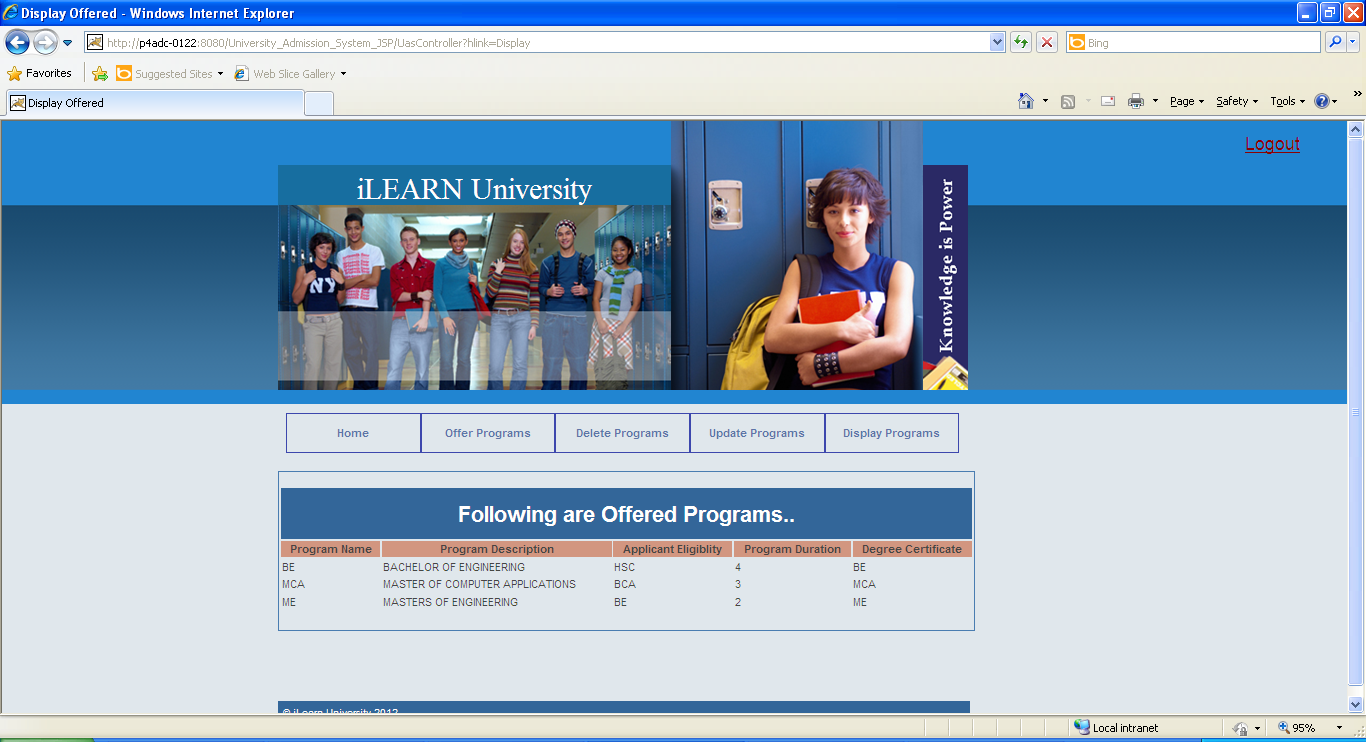 Display Offered - Windows Internet Explorer
http://p4adc-0122:8080/University_Admission_System_JSP/UasController?hlink=Display
Bing
Favorites Suggested Sites Web Slice Gallery
Display Offered
Page Safety Tools
Logout
iLEARN University
NY
Knowledge is Power
Home Offer Programs Delete Programs Update Programs Display Programs
Following are Offered Programs..
Program Name Program Description Applicant Eligiblity Program Duration Degree Certificate
BE BACHELOR OF ENGINEERING HSC 4 BE
MCA MASTER OF COMPUTER APPLICATIONS BCA 3 MCA
ME MASTERS OF ENGINEERING BE 2 ME
© iLearn University 2012
Local intranet 95%